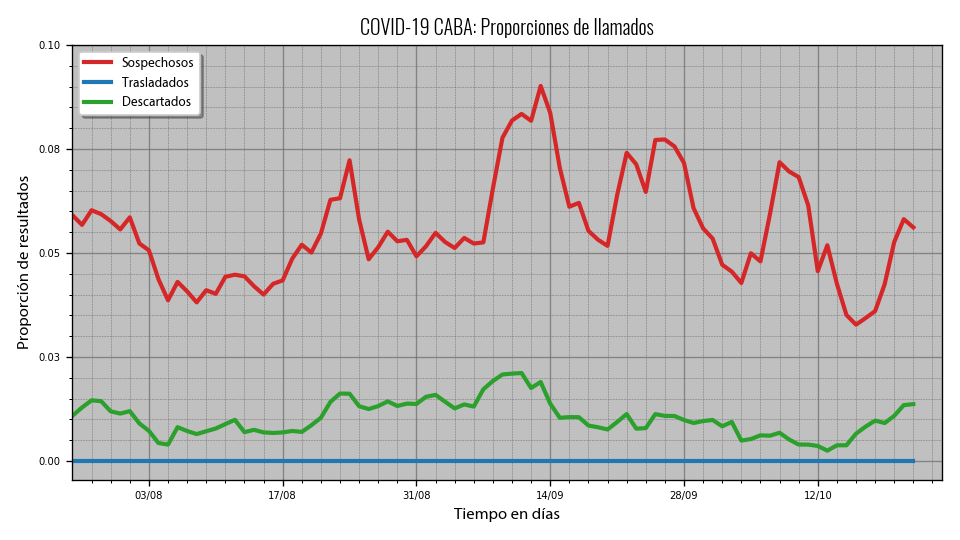 COVID-19 CABA: Proporciones de llamados
Sospechosos
Trasladados
Descartados
Proporción de resultados
0.10
0.08
0.05
0.03
0.00
03/08
17/08
31/08
14/09
28/09
12/10
Tiempo en días